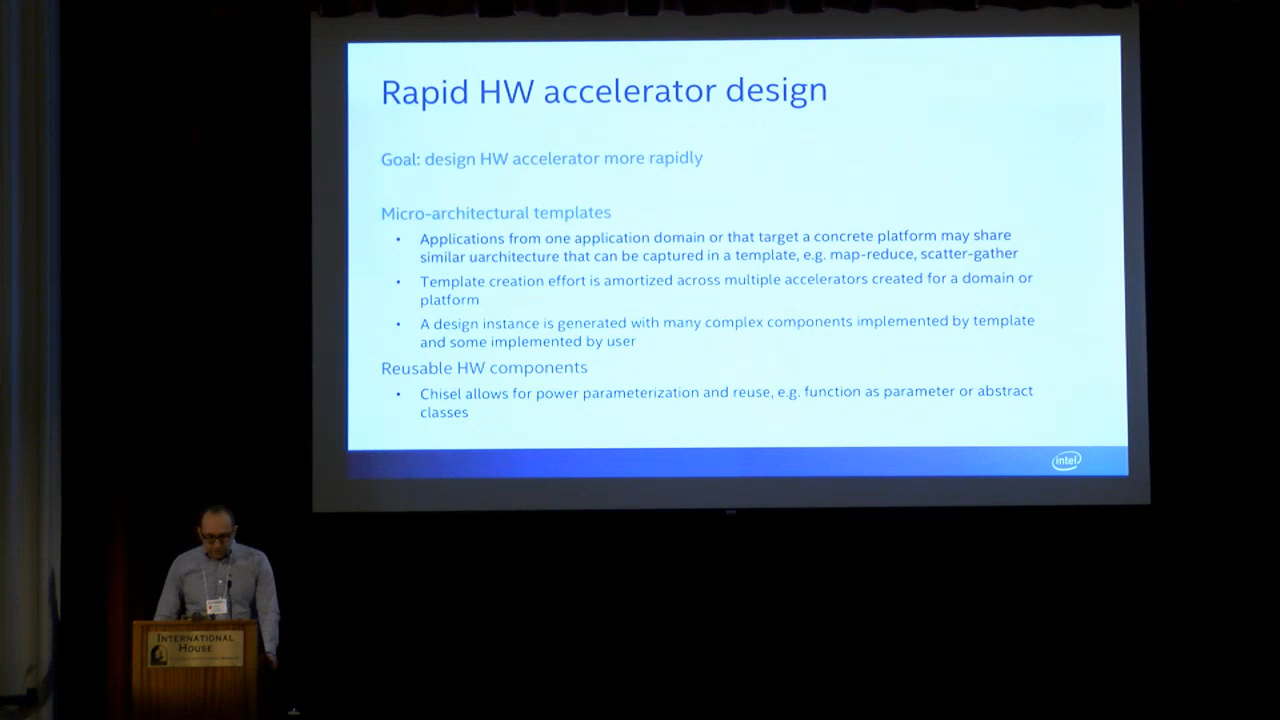 Rapid HW accelerator design
Goal: design HW accelerator more rapidly
Micro-architectural templates
• Applications from one application domain or that target a concrete platform may share
similar uarchitecture that can be captured in a template, e.g. map-reduce, scatter-gather
• Template creation effort is amortized across multiple accelerators created for a domain or
platform
• A design instance is generated with many complex components implemented by template
and some implemented by user
Reusable HW components
• Chisel allows for power parameterization and reuse, e.g. function as parameter or abstract
classes
intel
INTERNATIONAL
HOUSE